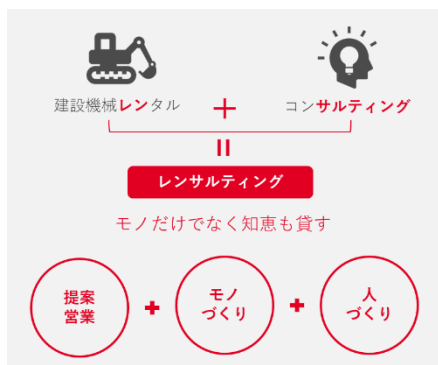 建設機械レンタル
+
コンサルティング
=
レンサルティング
モノだけでなく知恵も貸す
提案
営業
+
モノ
づくり
+
人
づくり